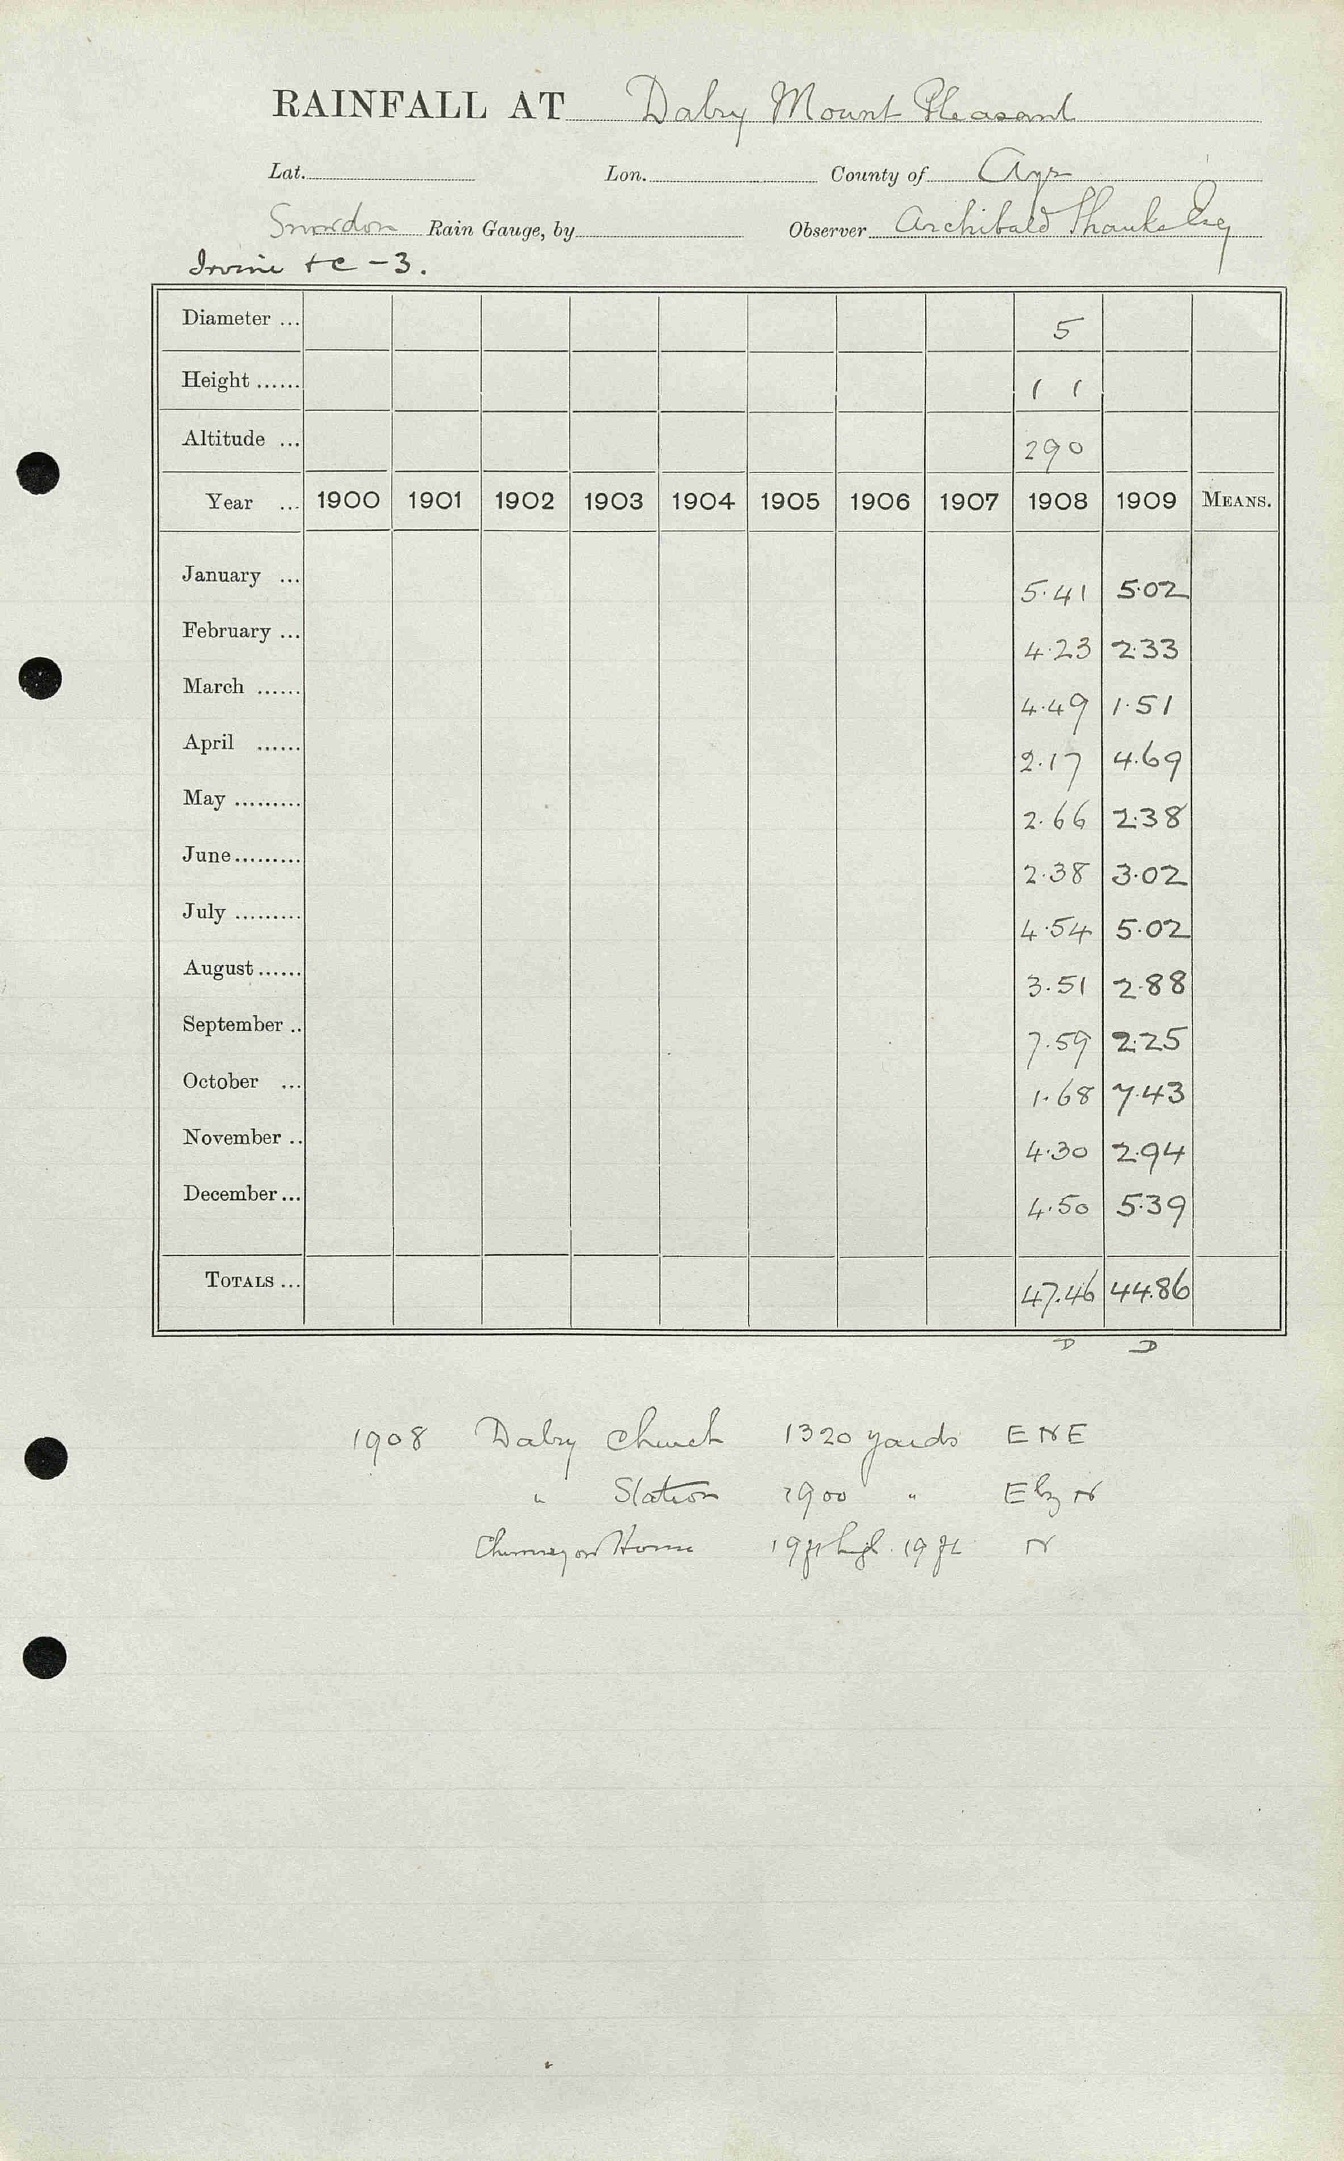 RAINFALL AT Dalry Mount Pleasant
Lat. Lon. County of Ayr
Snowdon Rain Gauge, by Observer Archibald Shanks Esq
Irvine &c - 3.
Diameter ... 5
Height ...... 1 1
Altitude ... 290
Year ... 1900 1901 1902 1903 1904 1905 1906 1907 1908 1909 MEANS.
January ... 5.41 5.02
February ... 4.23 2.33
March ...... 4.49 1.51
April ...... 2.17 4.69
May ......... 2.66 2.38
June ......... 2.38 3.02
July ......... 4.54 5.02
August ...... 3.51 2.88
September .. 7.59 2.25
October ... 1.68 7.43
November .. 4.30 2.94
December ... 4.50 5.39
TOTALS ... 47.46 44.86
D D
1908 Dalry Church 1320 yards ENE
" Station 1900 " E by N
Chimney on House 19 ft high 19 ft N